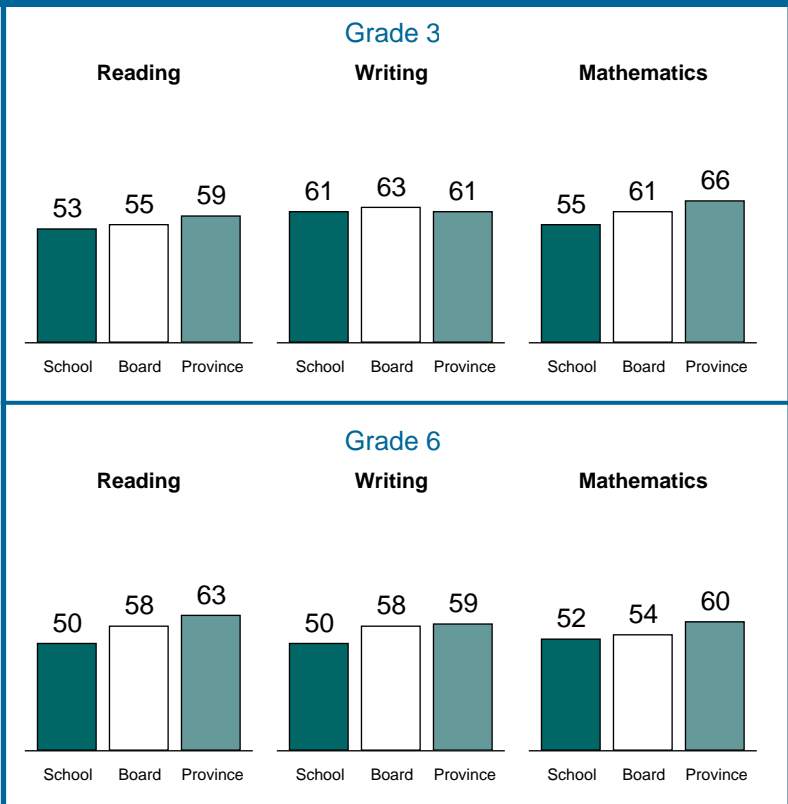 Grade 3
Reading Writing Mathematics
53 55 59 61 63 61 55 61 66
School Board Province School Board Province School Board Province
Grade 6
Reading Writing Mathematics
50 58 63 50 58 59 52 54 60
School Board Province School Board Province School Board Province